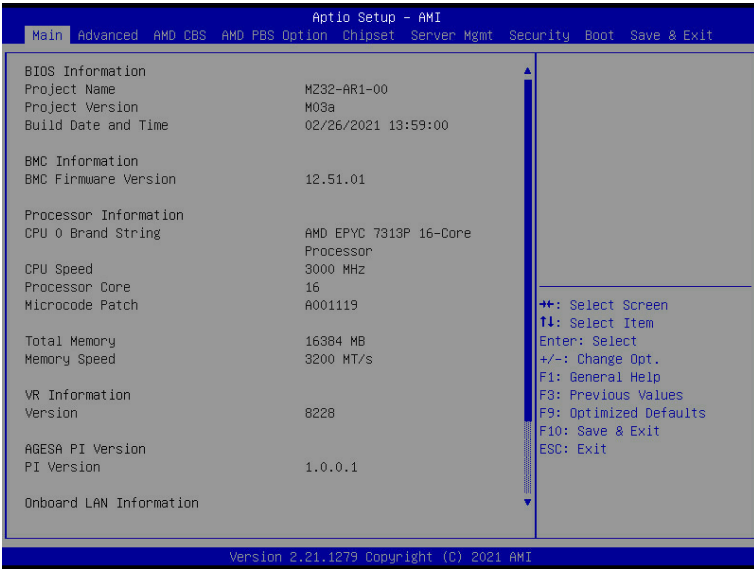 Aptio Setup – AMI
Main Advanced AMD CBS AMD PBS Option Chipset Server Mgmt Security Boot Save & Exit
BIOS Information
Project Name MZ32-AR1-00
Project Version M03a
Build Date and Time 02/26/2021 13:59:00
BMC Information
BMC Firmware Version 12.51.01
Processor Information
CPU 0 Brand String AMD EPYC 7313P 16-Core
Processor
CPU Speed 3000 MHz
Processor Core 16
Microcode Patch A001119
Total Memory 16384 MB
Memory Speed 3200 MT/s
VR Information
Version 8228
AGESA PI Version
PI Version 1.0.0.1
Onboard LAN Information
→←: Select Screen
↑↓: Select Item
Enter: Select
+/-: Change Opt.
F1: General Help
F3: Previous Values
F9: Optimized Defaults
F10: Save & Exit
ESC: Exit
Version 2.21.1279 Copyright (C) 2021 AMI